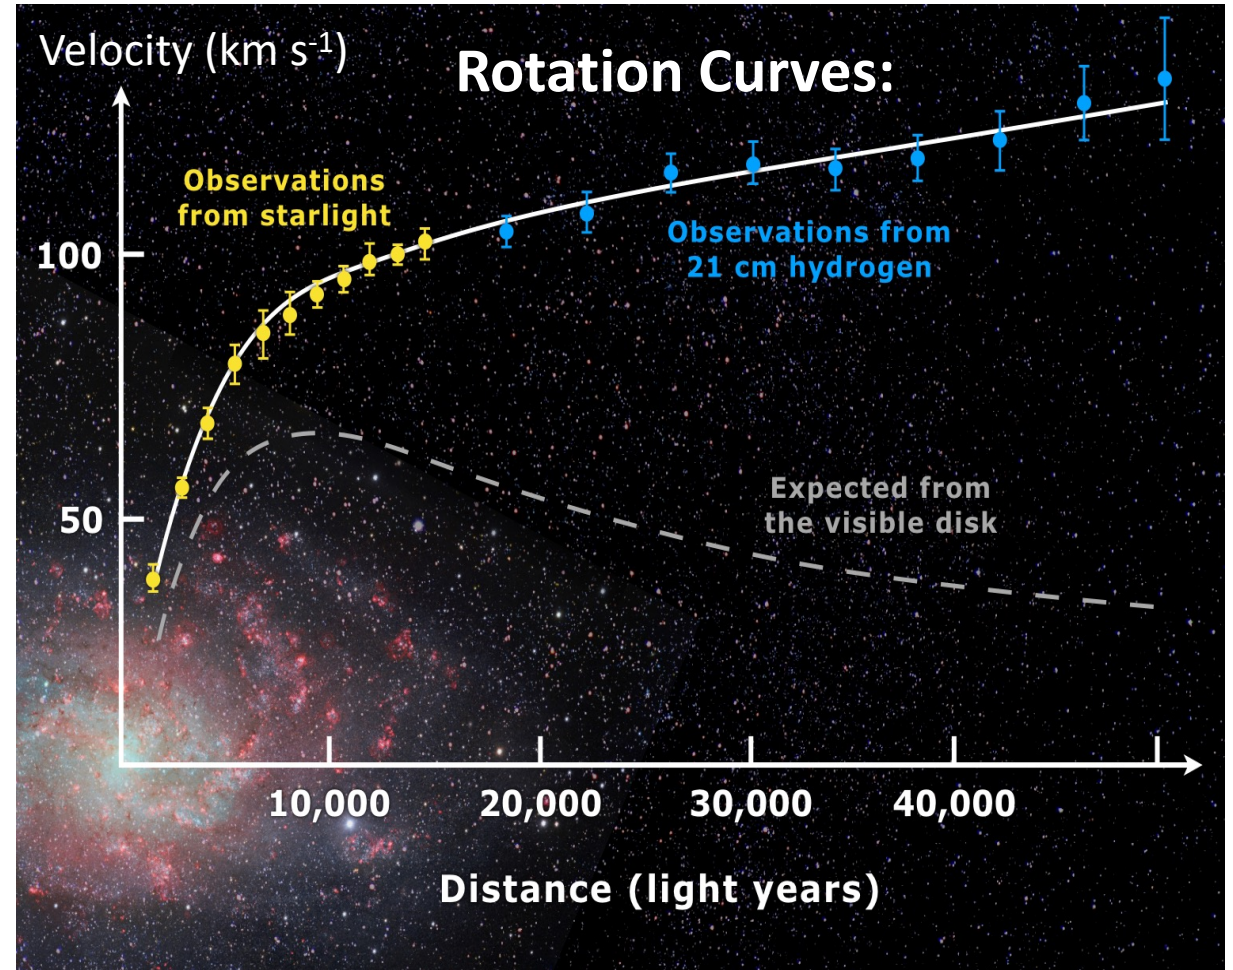 Velocity (km s-1)
Rotation Curves:
Observations
from starlight
100
Observations from
21 cm hydrogen
Expected from
the visible disk
50
10,000 20,000 30,000 40,000
Distance (light years)